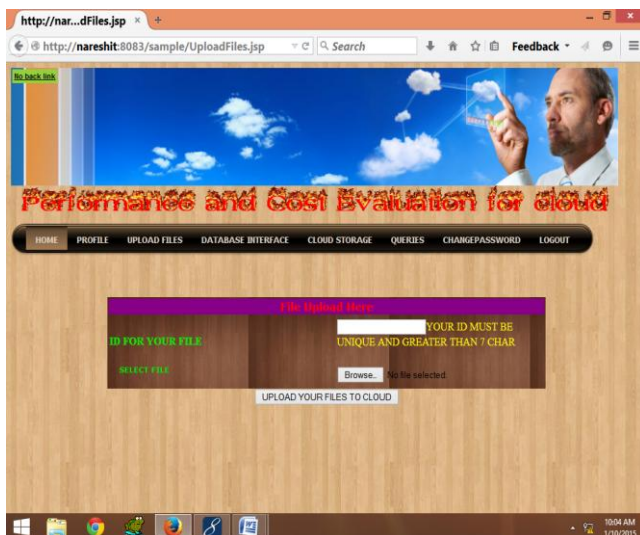 http://nar...dFiles.jsp × +
http://nareshit:8083/sample/UploadFiles.jsp Search Feedback
No back link
Performance and Cost Evaluation for cloud
HOME PROFILE UPLOAD FILES DATABASE INTERFACE CLOUD STORAGE QUERIES CHANGEPASSWORD LOGOUT
File Upload Here
YOUR ID MUST BE
ID FOR YOUR FILE UNIQUE AND GREATER THAN 7 CHAR
SELECT FILE Browse.. No file selected.
UPLOAD YOUR FILES TO CLOUD
10:04 AM
1/10/2015